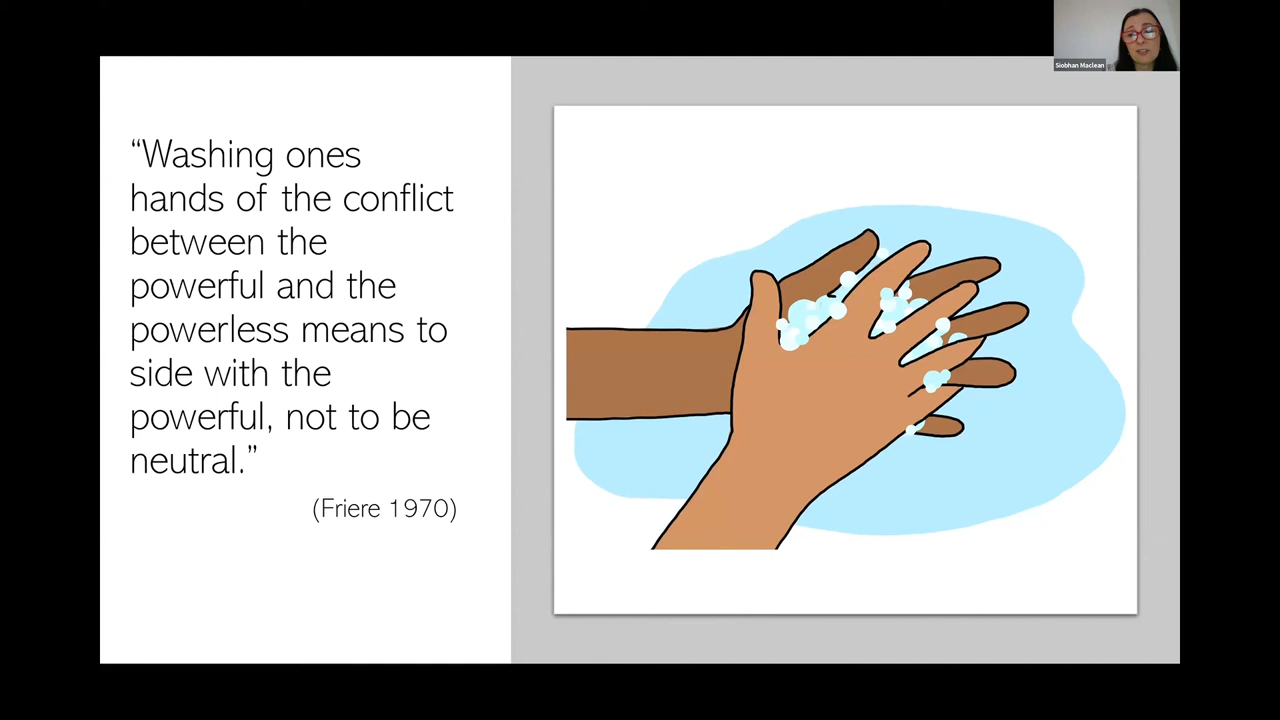 Siobhan Maclean
“Washing ones
hands of the conflict
between the
powerful and the
powerless means to
side with the
powerful, not to be
neutral.”
(Friere 1970)